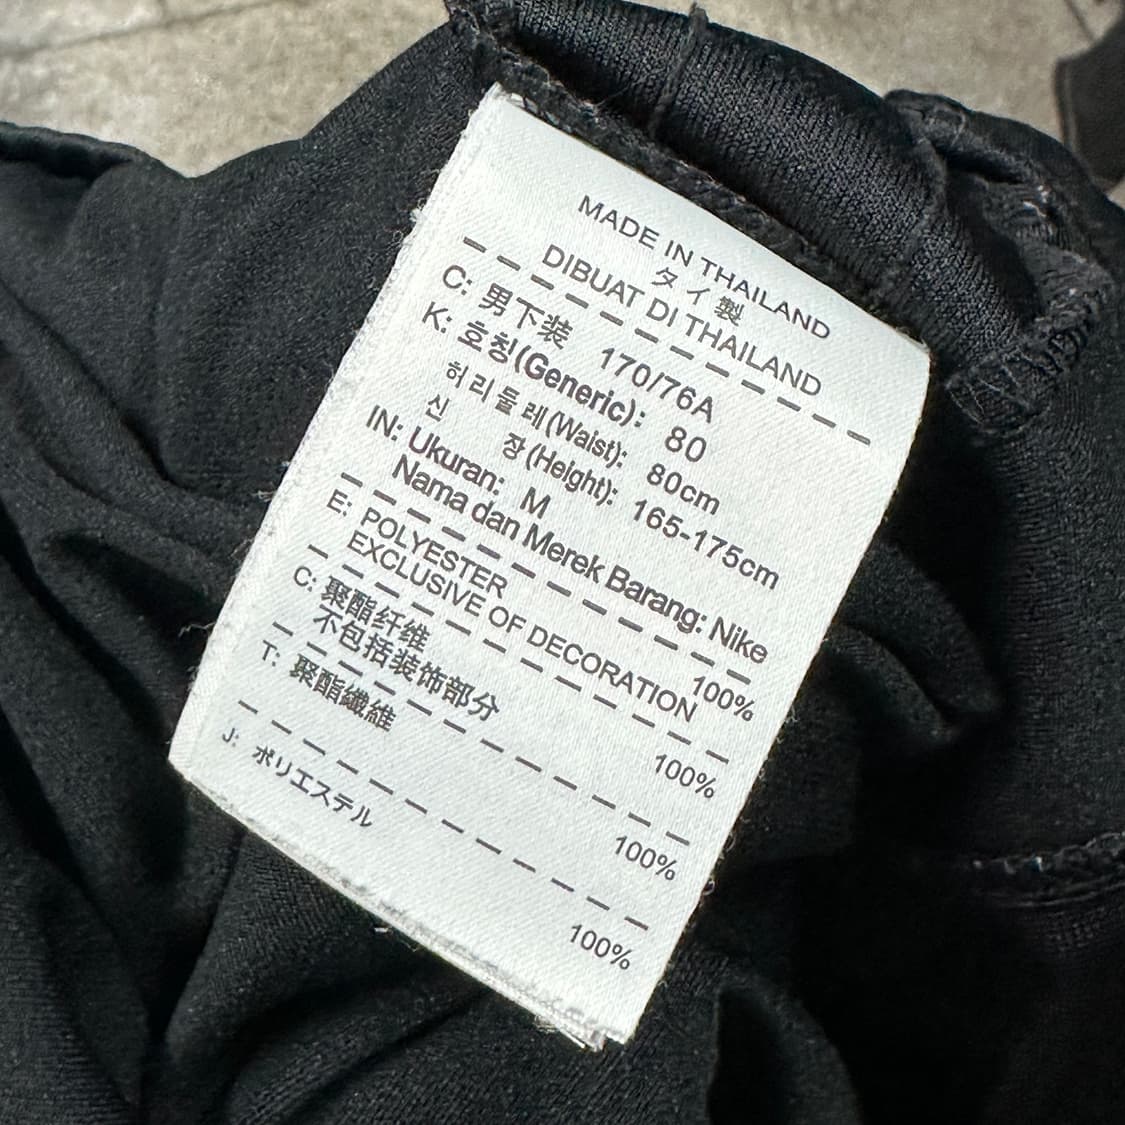 MADE IN THAILAND
タイ製
DIBUAT DI THAILAND
C: 男下装 170/76A
K: 호칭(Generic): 80
허리둘레(Waist): 80cm
신 장(Height): 165-175cm
IN: Ukuran: M
Nama dan Merek Barang: Nike
E: POLYESTER 100%
EXCLUSIVE OF DECORATION
C: 聚酯纤维 100%
不包括装饰部分
T: 聚酯纖維 100%
J: ポリエステル 100%